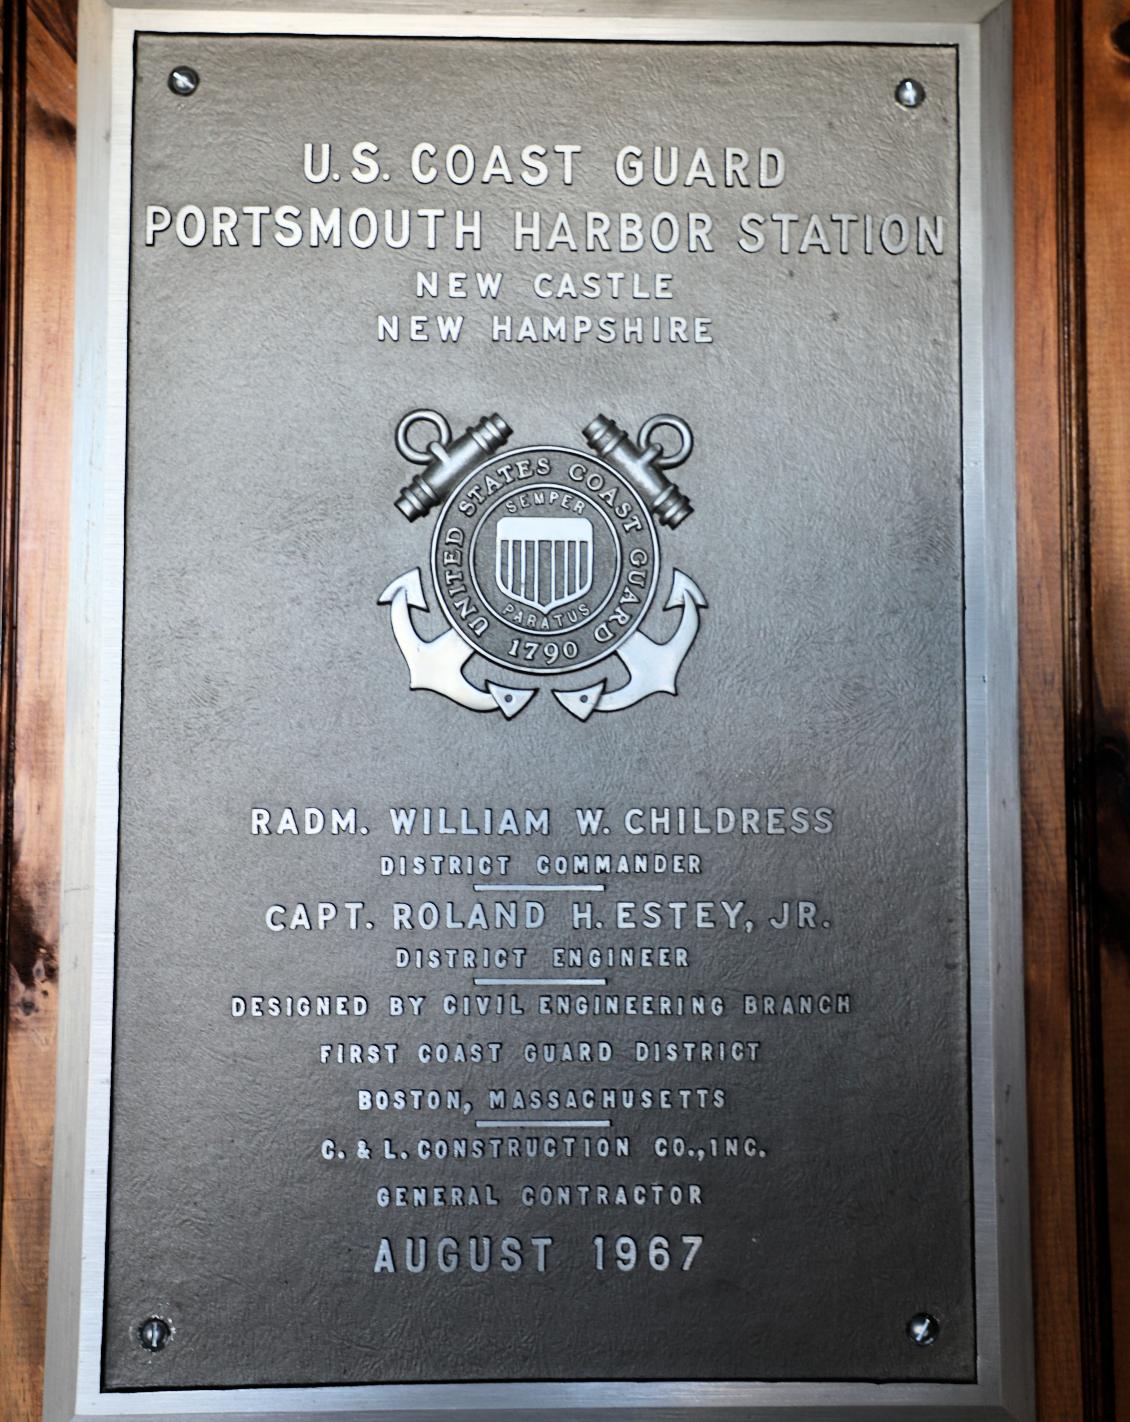 U.S. COAST GUARD
PORTSMOUTH HARBOR STATION
NEW CASTLE
NEW HAMPSHIRE
UNITED STATES COAST GUARD
SEMPER
PARATUS
1790
RADM. WILLIAM W. CHILDRESS
DISTRICT COMMANDER
CAPT. ROLAND H. ESTEY, JR.
DISTRICT ENGINEER
DESIGNED BY CIVIL ENGINEERING BRANCH
FIRST COAST GUARD DISTRICT
BOSTON, MASSACHUSETTS
C. & L. CONSTRUCTION CO., INC.
GENERAL CONTRACTOR
AUGUST 1967